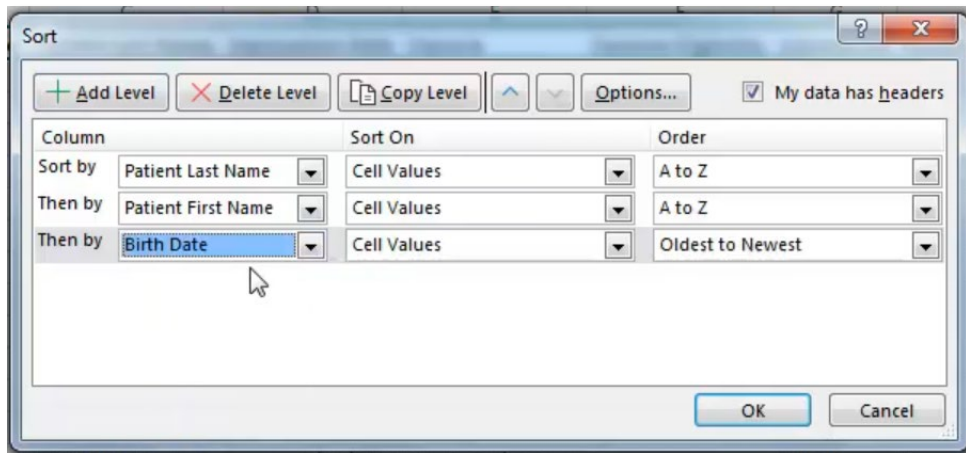 Sort
Add Level Delete Level Copy Level Options... My data has headers
Column Sort On Order
Sort by Patient Last Name Cell Values A to Z
Then by Patient First Name Cell Values A to Z
Then by Birth Date Cell Values Oldest to Newest
OK Cancel